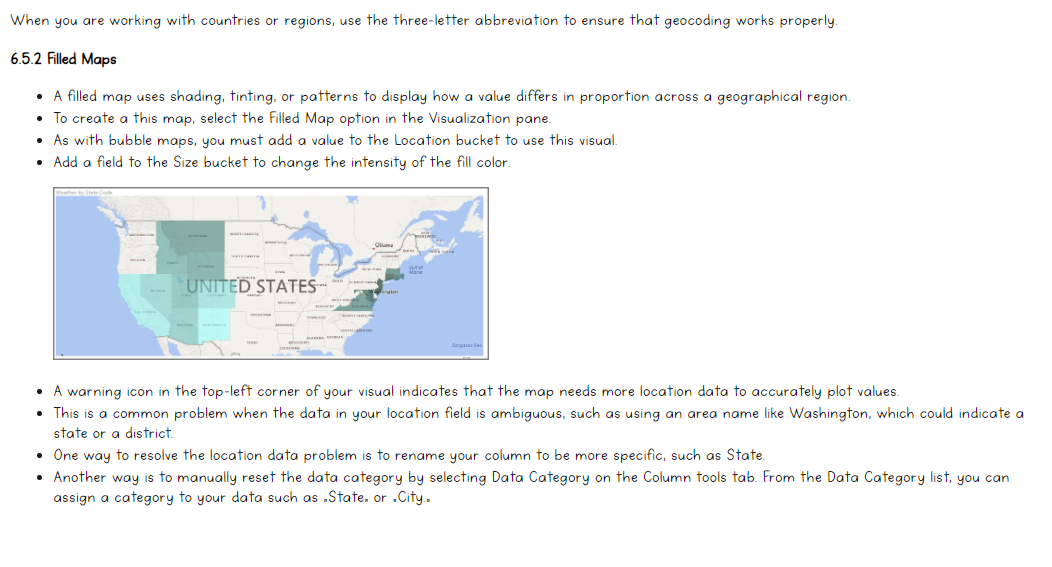 When you are working with countries or regions, use the three-letter abbreviation to ensure that geocoding works properly.
6.5.2 Filled Maps
• A filled map uses shading, tinting, or patterns to display how a value differs in proportion across a geographical region.
• To create a this map, select the Filled Map option in the Visualization pane.
• As with bubble maps, you must add a value to the Location bucket to use this visual.
• Add a field to the Size bucket to change the intensity of the fill color.
Weather by State Code
Ottawa
Gulf of
Maine
UNITED STATES
Sargasso Sea
• A warning icon in the top-left corner of your visual indicates that the map needs more location data to accurately plot values.
• This is a common problem when the data in your location field is ambiguous, such as using an area name like Washington, which could indicate a
state or a district.
• One way to resolve the location data problem is to rename your column to be more specific, such as State.
• Another way is to manually reset the data category by selecting Data Category on the Column tools tab. From the Data Category list, you can
assign a category to your data such as "State" or "City."